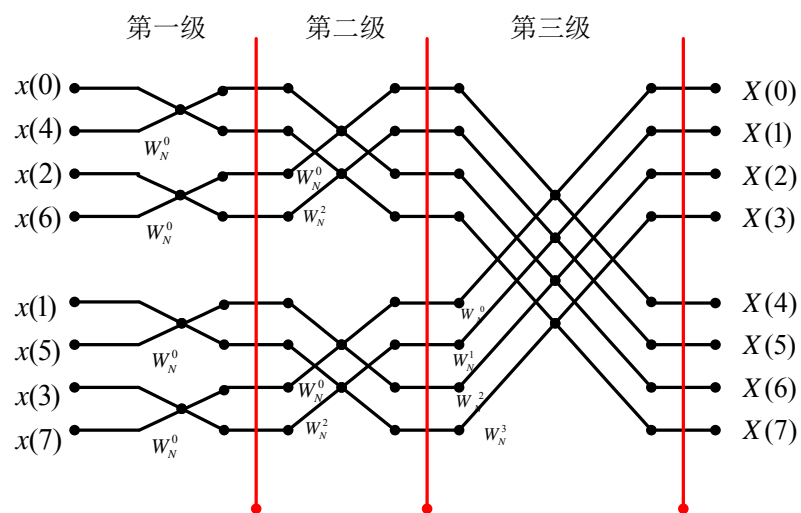 第一级 第二级 第三级
x(0) X(0)
x(4) X(1)
W_N^0
x(2) W_N^0 X(2)
x(6) W_N^2 X(3)
W_N^0
x(1) W_N^0 X(4)
x(5) W_N^0 W_N^1 X(5)
x(3) W_N^0 W_N^2 X(6)
x(7) W_N^0 W_N^2 W_N^3 X(7)